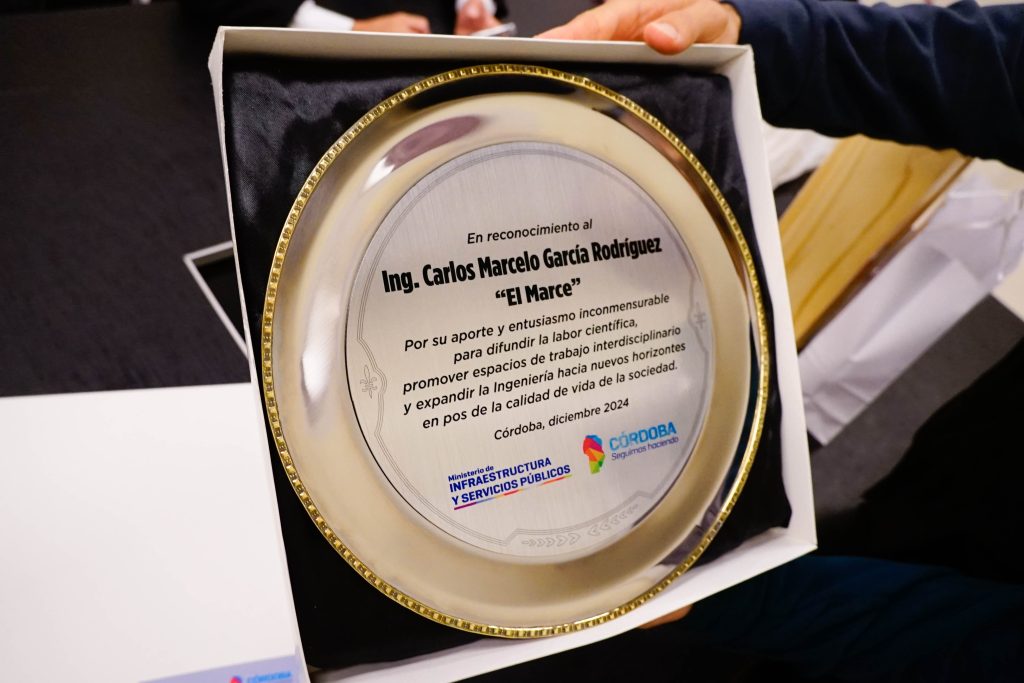 En reconocimiento al
Ing. Carlos Marcelo García Rodríguez
“El Marce”
Por su aporte y entusiasmo inconmensurable
para difundir la labor científica,
promover espacios de trabajo interdisciplinario
y expandir la Ingeniería hacia nuevos horizontes
en pos de la calidad de vida de la sociedad.
Córdoba, diciembre 2024
Ministerio de
INFRAESTRUCTURA
Y SERVICIOS PÚBLICOS
CÓRDOBA
Seguimos haciendo
CÓRDOBA